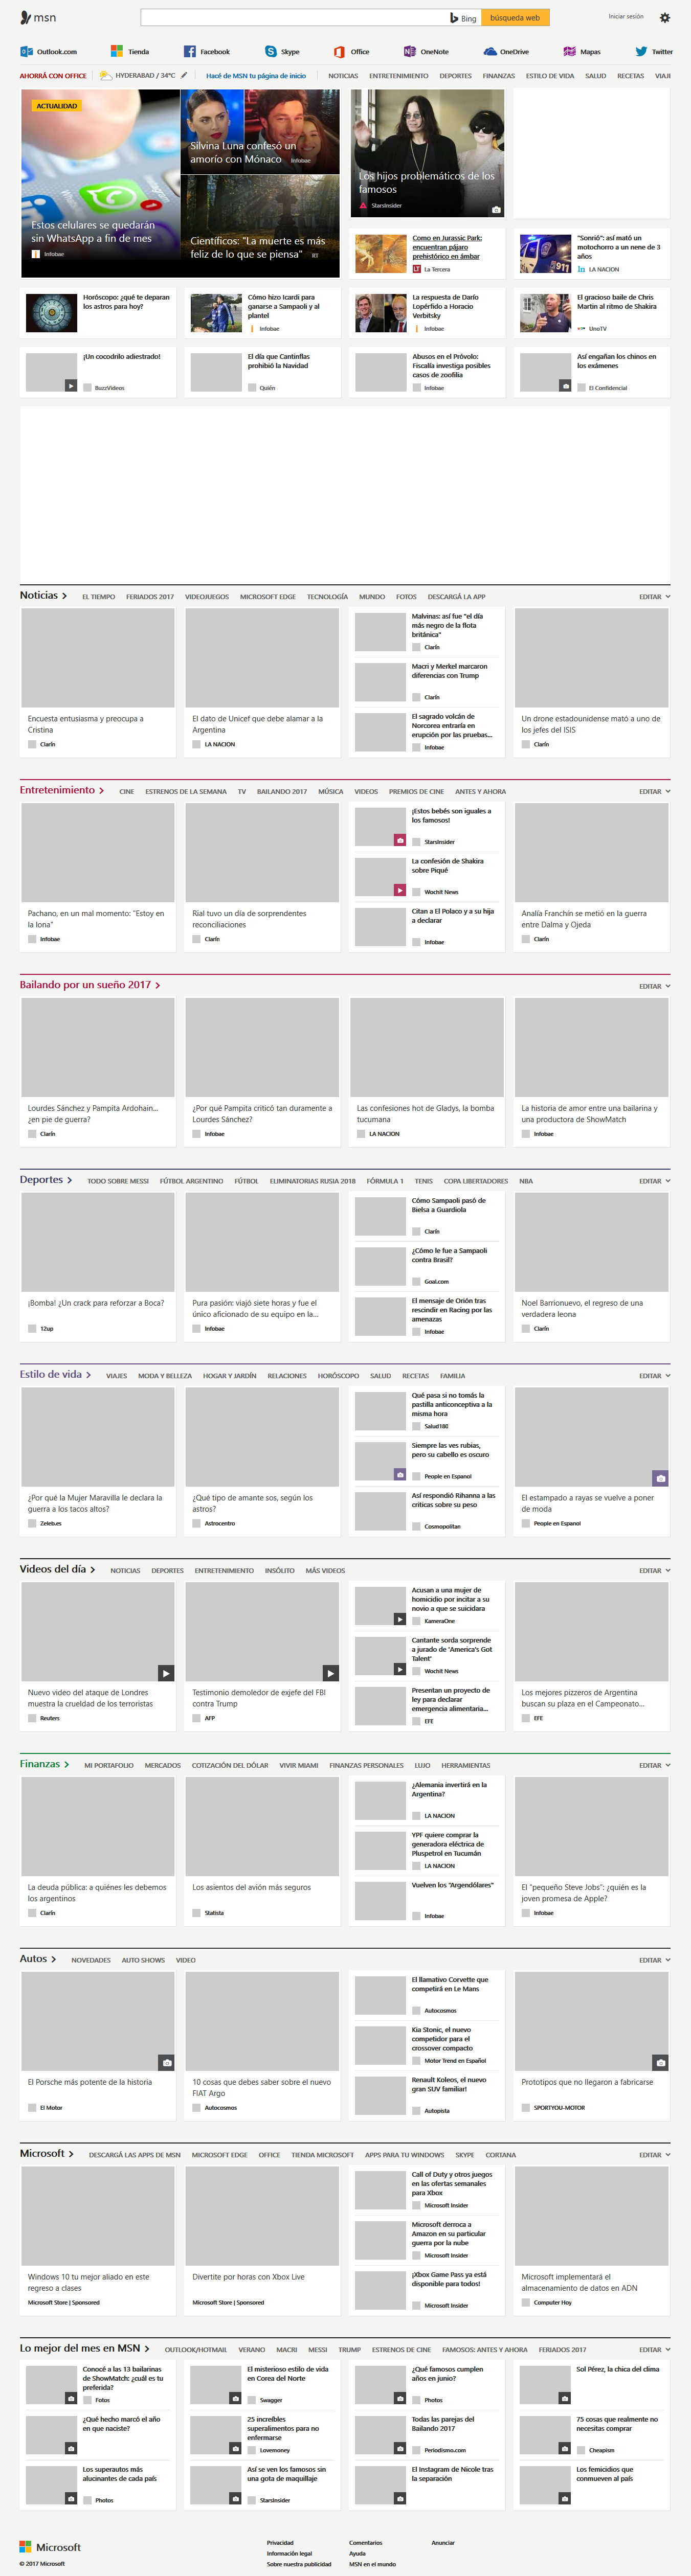 msn
Bing
búsqueda web
Iniciar sesión
Outlook.com
Tienda
Facebook
Skype
Office
OneNote
OneDrive
Mapas
Twitter
AHORRÁ CON OFFICE
HYDERABAD / 34°C
Hacé de MSN tu página de inicio
NOTICIAS ENTRETENIMIENTO DEPORTES FINANZAS ESTILO DE VIDA SALUD RECETAS VIAJI
ACTUALIDAD
Estos celulares se quedarán
sin WhatsApp a fin de mes
Infobae
Silvina Luna confesó un
amorío con Mónaco Infobae
Científicos: "La muerte es más
feliz de lo que se piensa" RT
Los hijos problemáticos de los
famosos
StarsInsider
Como en Jurassic Park:
encuentran pájaro
prehistórico en ámbar
La Tercera
"Sonrió": así mató un
motochorro a un nene de 3
años
LA NACION
Horóscopo: ¿qué te deparan
los astros para hoy?
Cómo hizo Icardi para
ganarse a Sampaoli y al
plantel
Infobae
La respuesta de Darío
Lopérfido a Horacio
Verbitsky
Infobae
El gracioso baile de Chris
Martin al ritmo de Shakira
UnoTV
¡Un cocodrilo adiestrado!
BuzzVideos
El día que Cantinflas
prohibió la Navidad
Quién
Abusos en el Próvolo:
Fiscalía investiga posibles
casos de zoofilia
Infobae
Así engañan los chinos en
los exámenes
El Confidencial
Noticias
EL TIEMPO FERIADOS 2017 VIDEOJUEGOS MICROSOFT EDGE TECNOLOGÍA MUNDO FOTOS DESCARGÁ LA APP
EDITAR
Encuesta entusiasma y preocupa a
Cristina
Clarín
El dato de Unicef que debe alamar a la
Argentina
LA NACION
Malvinas: así fue "el día
más negro de la flota
británica"
Clarín
Macri y Merkel marcaron
diferencias con Trump
Clarín
El sagrado volcán de
Norcorea entraría en
erupción por las pruebas...
Infobae
Un drone estadounidense mató a uno de
los jefes del ISIS
Clarín
Entretenimiento
CINE ESTRENOS DE LA SEMANA TV BAILANDO 2017 MÚSICA VIDEOS PREMIOS DE CINE ANTES Y AHORA
EDITAR
Pachano, en un mal momento: "Estoy en
la lona"
Infobae
Rial tuvo un día de sorprendentes
reconciliaciones
Clarín
¡Estos bebés son iguales a
los famosos!
StarsInsider
La confesión de Shakira
sobre Piqué
Wochit News
Citan a El Polaco y a su hija
a declarar
Infobae
Analía Franchín se metió en la guerra
entre Dalma y Ojeda
Clarín
Bailando por un sueño 2017
EDITAR
Lourdes Sánchez y Pampita Ardohain...
¿en pie de guerra?
Clarín
¿Por qué Pampita criticó tan duramente a
Lourdes Sánchez?
Infobae
Las confesiones hot de Gladys, la bomba
tucumana
LA NACION
La historia de amor entre una bailarina y
una productora de ShowMatch
Infobae
Deportes
TODO SOBRE MESSI FÚTBOL ARGENTINO FÚTBOL ELIMINATORIAS RUSIA 2018 FÓRMULA 1 TENIS COPA LIBERTADORES NBA
EDITAR
¡Bomba! ¿Un crack para reforzar a Boca?
12up
Pura pasión: viajó siete horas y fue el
único aficionado de su equipo en la...
Infobae
Cómo Sampaoli pasó de
Bielsa a Guardiola
Clarín
¿Cómo le fue a Sampaoli
contra Brasil?
Goal.com
El mensaje de Orión tras
rescindir en Racing por las
amenazas
Infobae
Noel Barrionuevo, el regreso de una
verdadera leona
Clarín
Estilo de vida
VIAJES MODA Y BELLEZA HOGAR Y JARDÍN RELACIONES HORÓSCOPO SALUD RECETAS FAMILIA
EDITAR
¿Por qué la Mujer Maravilla le declara la
guerra a los tacos altos?
Zeleb.es
¿Qué tipo de amante sos, según los
astros?
Astrocentro
Qué pasa si no tomás la
pastilla anticonceptiva a la
misma hora
Salud180
Siempre las ves rubias,
pero su cabello es oscuro
People en Espanol
Así respondió Rihanna a las
críticas sobre su peso
Cosmopolitan
El estampado a rayas se vuelve a poner
de moda
People en Espanol
Videos del día
NOTICIAS DEPORTES ENTRETENIMIENTO INSÓLITO MÁS VIDEOS
EDITAR
Nuevo video del ataque de Londres
muestra la crueldad de los terroristas
Reuters
Testimonio demoledor de exjefe del FBI
contra Trump
AFP
Acusan a una mujer de
homicidio por incitar a su
novio a que se suicidara
KameraOne
Cantante sorda sorprende
a jurado de 'America's Got
Talent'
Wochit News
Presentan un proyecto de
ley para declarar
emergencia alimentaria...
EFE
Los mejores pizzeros de Argentina
buscan su plaza en el Campeonato...
EFE
Finanzas
MI PORTAFOLIO MERCADOS COTIZACIÓN DEL DÓLAR VIVIR MIAMI FINANZAS PERSONALES LUJO HERRAMIENTAS
EDITAR
La deuda pública: a quiénes les debemos
los argentinos
Clarín
Los asientos del avión más seguros
Statista
¿Alemania invertirá en la
Argentina?
LA NACION
YPF quiere comprar la
generadora eléctrica de
Pluspetrol en Tucumán
LA NACION
Vuelven los "Argendólares"
Infobae
El "pequeño Steve Jobs": ¿quién es la
joven promesa de Apple?
Infobae
Autos
NOVEDADES AUTO SHOWS VIDEO
EDITAR
El Porsche más potente de la historia
El Motor
10 cosas que debes saber sobre el nuevo
FIAT Argo
Autocosmos
El llamativo Corvette que
competirá en Le Mans
Autocosmos
Kia Stonic, el nuevo
competidor para el
crossover compacto
Motor Trend en Español
Renault Koleos, el nuevo
gran SUV familiar!
Autopista
Prototipos que no llegaron a fabricarse
SPORTYOU-MOTOR
Microsoft
DESCARGÁ LAS APPS DE MSN MICROSOFT EDGE OFFICE TIENDA MICROSOFT APPS PARA TU WINDOWS SKYPE CORTANA
EDITAR
Windows 10 tu mejor aliado en este
regreso a clases
Microsoft Store | Sponsored
Divertite por horas con Xbox Live
Microsoft Store | Sponsored
Call of Duty y otros juegos
en las ofertas semanales
para Xbox
Microsoft Insider
Microsoft derroca a
Amazon en su particular
guerra por la nube
Microsoft Insider
¡Xbox Game Pass ya está
disponible para todos!
Microsoft Insider
Microsoft implementará el
almacenamiento de datos en ADN
Computer Hoy
Lo mejor del mes en MSN
OUTLOOK/HOTMAIL VERANO MACRI MESSI TRUMP ESTRENOS DE CINE FAMOSOS: ANTES Y AHORA FERIADOS 2017
EDITAR
Conocé a las 13 bailarinas
de ShowMatch: ¿cuál es tu
preferida?
Fotos
El misterioso estilo de vida
en Corea del Norte
Swagger
¿Qué famosos cumplen
años en junio?
Photos
Sol Pérez, la chica del clima
¿Qué hecho marcó el año
en que naciste?
25 increíbles
superalimentos para no
enfermarse
Lovemoney
Todas las parejas del
Bailando 2017
Periodismo.com
75 cosas que realmente no
necesitas comprar
Cheapism
Los superautos más
alucinantes de cada país
Photos
Así se ven los famosos sin
una gota de maquillaje
StarsInsider
El Instagram de Nicole tras
la separación
Los femicidios que
conmueven al país
Microsoft
© 2017 Microsoft
Privacidad
Información legal
Sobre nuestra publicidad
Comentarios
Ayuda
MSN en el mundo
Anunciar